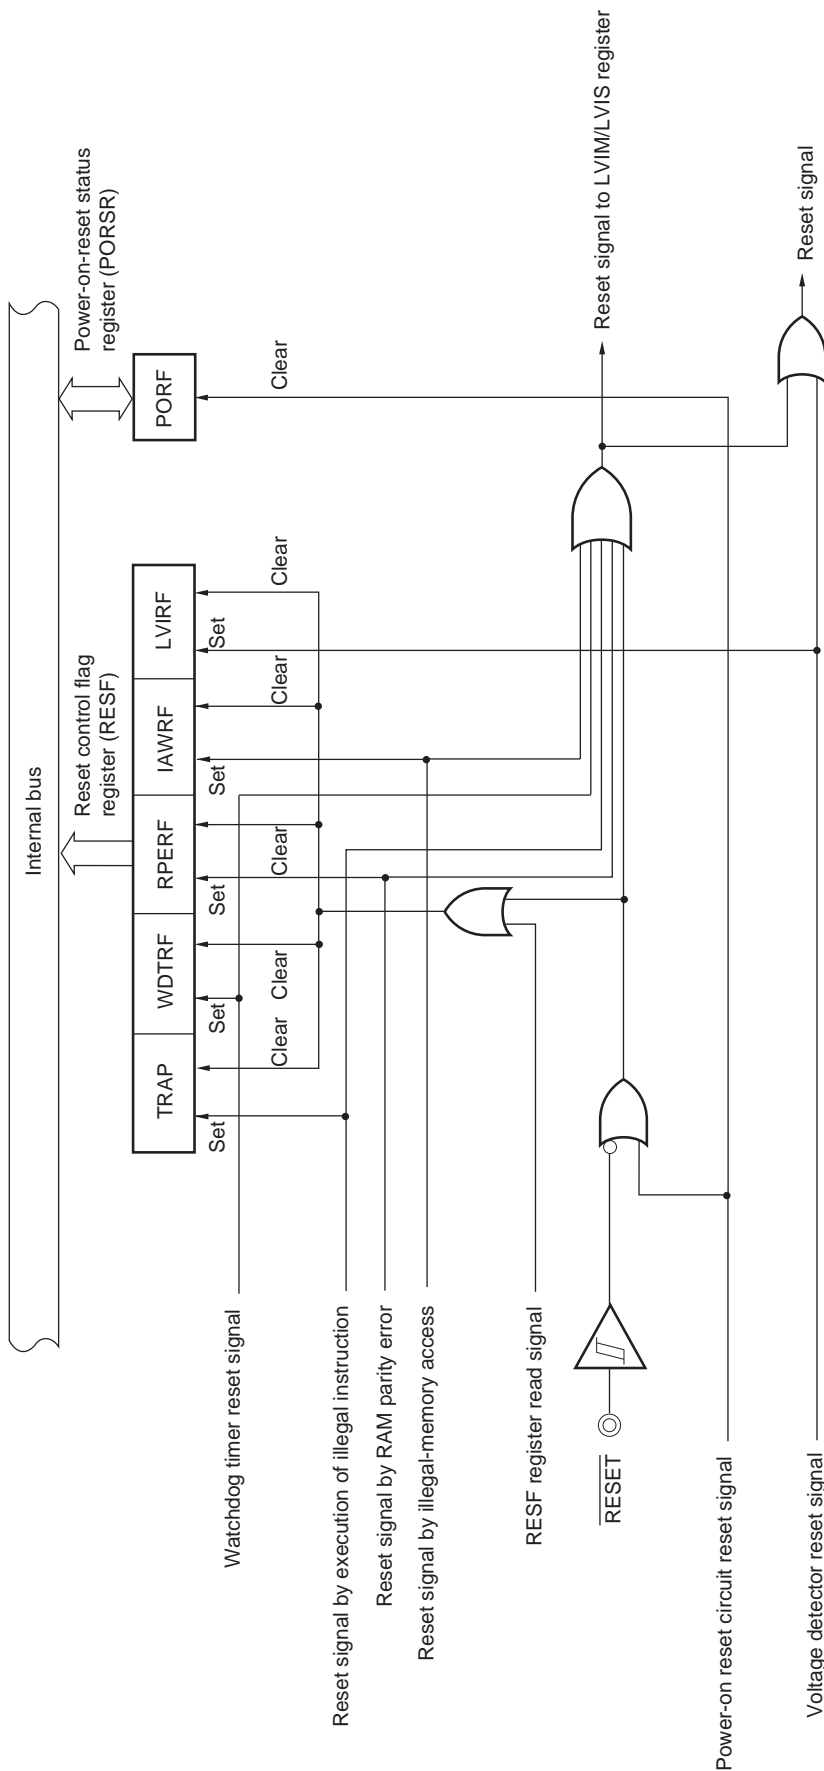 Internal bus
Reset control flag
register (RESF)
Power-on-reset status
register (PORSR)
TRAP
WDTRF
RPERF
IAWRF
LVIRF
PORF
Set
Clear
Set
Clear
Set
Clear
Set
Clear
Set
Clear
Clear
Watchdog timer reset signal
Reset signal by execution of illegal instruction
Reset signal by RAM parity error
Reset signal by illegal-memory access
RESF register read signal
RESET
Power-on reset circuit reset signal
Voltage detector reset signal
Reset signal to LVIM/LVIS register
Reset signal